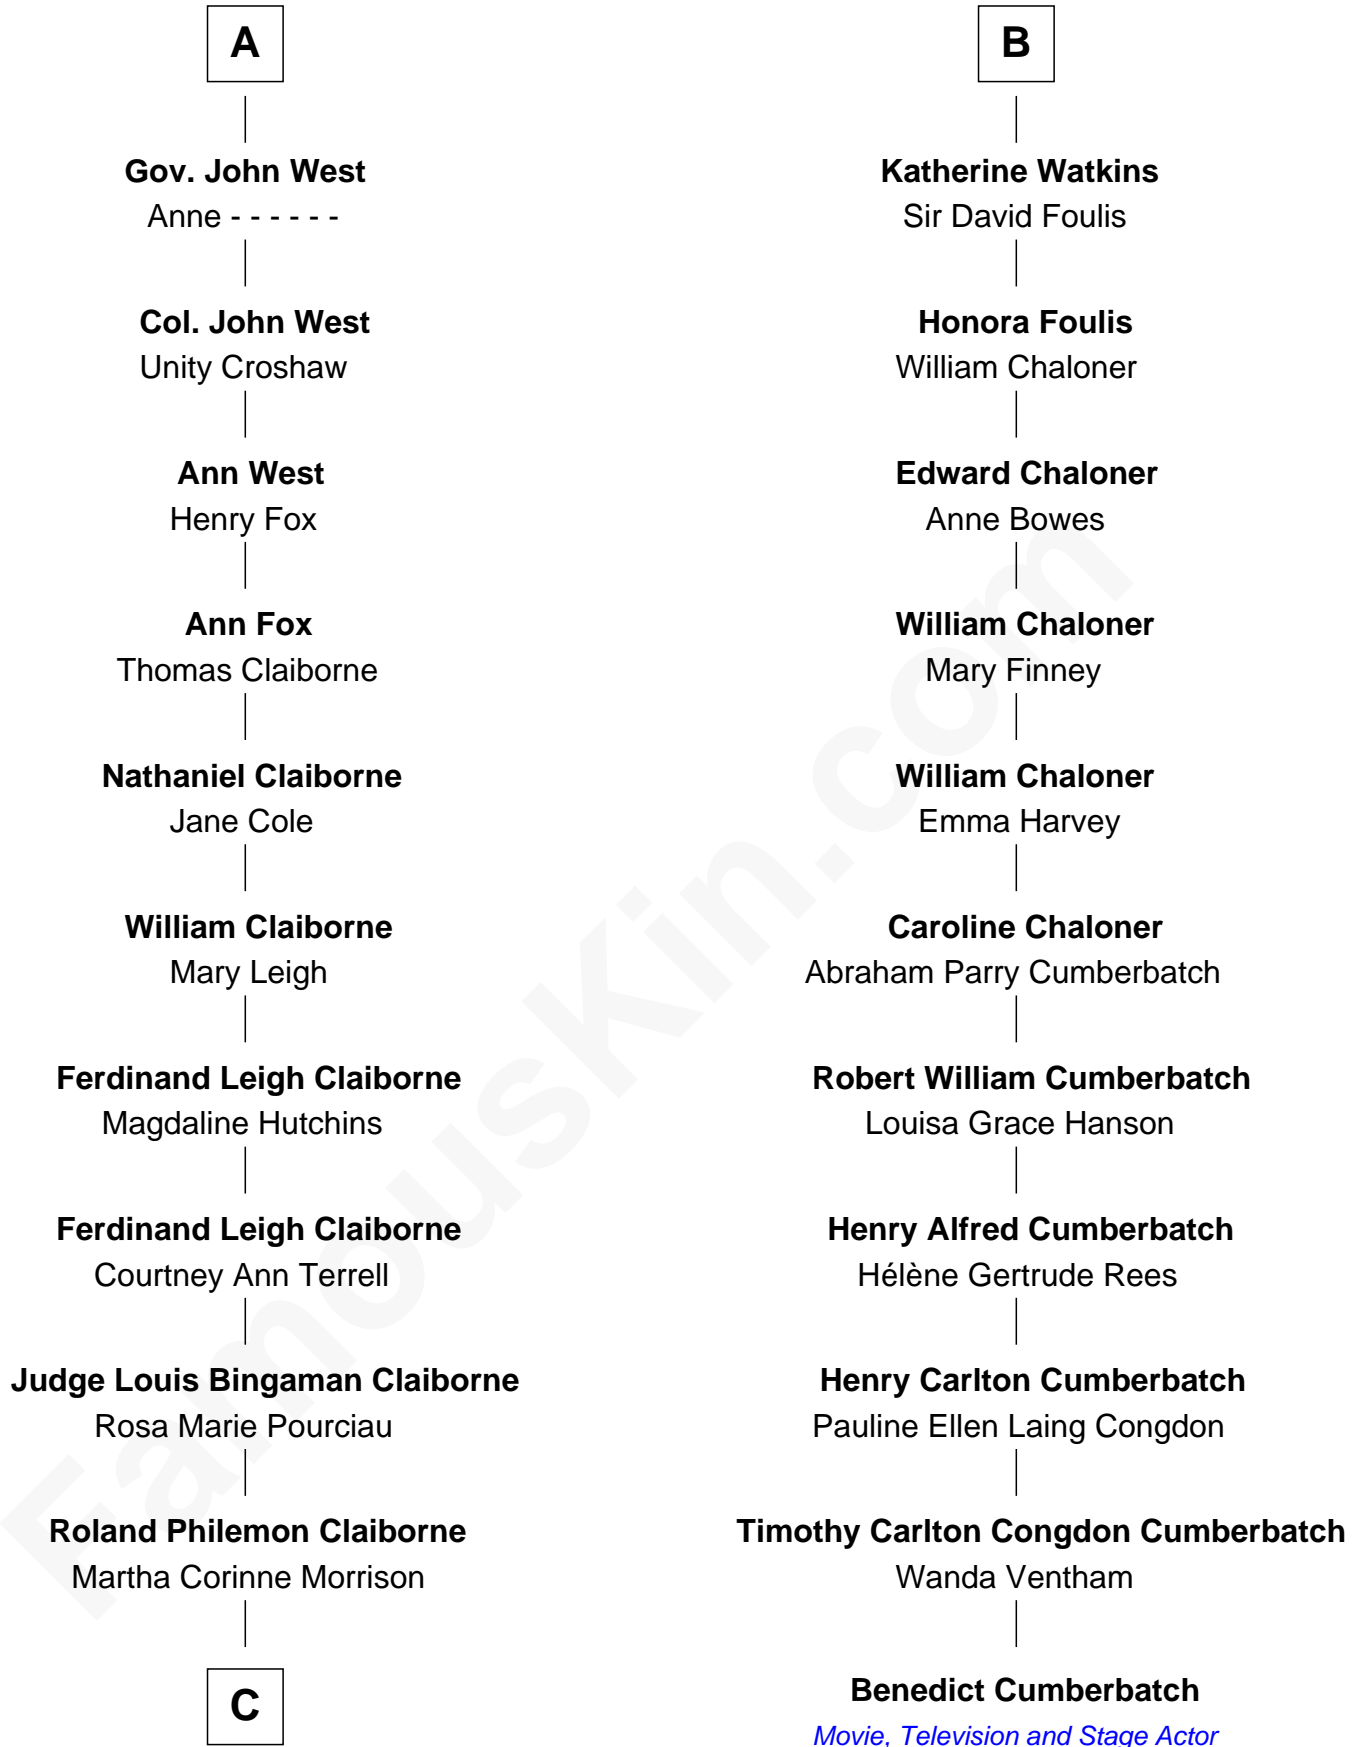 A
Gov. John West
Anne - - - - - -
Col. John West
Unity Croshaw
Ann West
Henry Fox
Ann Fox
Thomas Claiborne
Nathaniel Claiborne
Jane Cole
William Claiborne
Mary Leigh
Ferdinand Leigh Claiborne
Magdaline Hutchins
Ferdinand Leigh Claiborne
Courtney Ann Terrell
Judge Louis Bingaman Claiborne
Rosa Marie Pourciau
Roland Philemon Claiborne
Martha Corinne Morrison
C
B
Katherine Watkins
Sir David Foulis
Honora Foulis
William Chaloner
Edward Chaloner
Anne Bowes
William Chaloner
Mary Finney
William Chaloner
Emma Harvey
Caroline Chaloner
Abraham Parry Cumberbatch
Robert William Cumberbatch
Louisa Grace Hanson
Henry Alfred Cumberbatch
Hélène Gertrude Rees
Henry Carlton Cumberbatch
Pauline Ellen Laing Congdon
Timothy Carlton Congdon Cumberbatch
Wanda Ventham
Benedict Cumberbatch
Movie, Television and Stage Actor
FamousKin.com